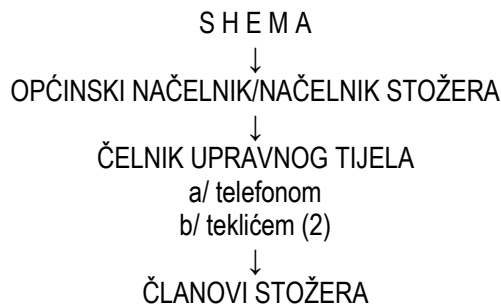 S H E M A
↓
OPĆINSKI NAČELNIK/NAČELNIK STOŽERA
↓
ČELNIK UPRAVNOG TIJELA
a/ telefonom
b/ teklićem (2)
↓
ČLANOVI STOŽERA